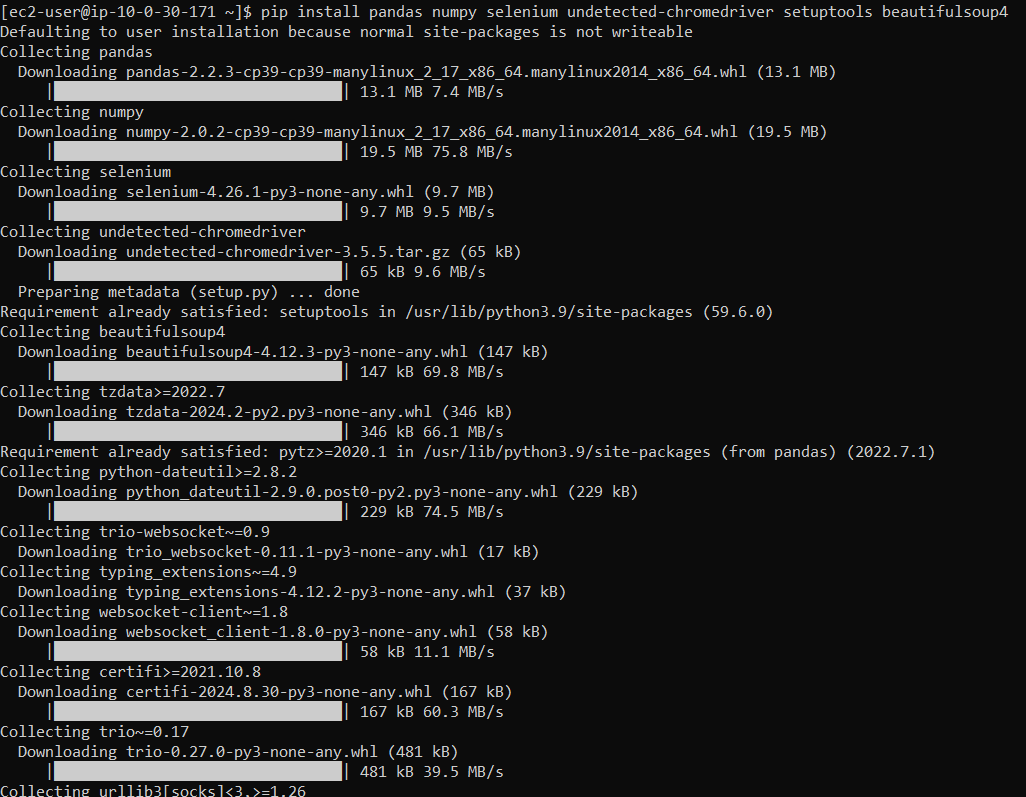 [ec2-user@ip-10-0-30-171 ~]$ pip install pandas numpy selenium undetected-chromedriver setuptools beautifulsoup4
Defaulting to user installation because normal site-packages is not writeable
Collecting pandas
  Downloading pandas-2.2.3-cp39-cp39-manylinux_2_17_x86_64.manylinux2014_x86_64.whl (13.1 MB)
     |████████████████████████████████| 13.1 MB 7.4 MB/s
Collecting numpy
  Downloading numpy-2.0.2-cp39-cp39-manylinux_2_17_x86_64.manylinux2014_x86_64.whl (19.5 MB)
     |████████████████████████████████| 19.5 MB 75.8 MB/s
Collecting selenium
  Downloading selenium-4.26.1-py3-none-any.whl (9.7 MB)
     |████████████████████████████████| 9.7 MB 9.5 MB/s
Collecting undetected-chromedriver
  Downloading undetected-chromedriver-3.5.5.tar.gz (65 kB)
     |████████████████████████████████| 65 kB 9.6 MB/s
  Preparing metadata (setup.py) ... done
Requirement already satisfied: setuptools in /usr/lib/python3.9/site-packages (59.6.0)
Collecting beautifulsoup4
  Downloading beautifulsoup4-4.12.3-py3-none-any.whl (147 kB)
     |████████████████████████████████| 147 kB 69.8 MB/s
Collecting tzdata>=2022.7
  Downloading tzdata-2024.2-py2.py3-none-any.whl (346 kB)
     |████████████████████████████████| 346 kB 66.1 MB/s
Requirement already satisfied: pytz>=2020.1 in /usr/lib/python3.9/site-packages (from pandas) (2022.7.1)
Collecting python-dateutil>=2.8.2
  Downloading python_dateutil-2.9.0.post0-py2.py3-none-any.whl (229 kB)
     |████████████████████████████████| 229 kB 74.5 MB/s
Collecting trio-websocket~=0.9
  Downloading trio_websocket-0.11.1-py3-none-any.whl (17 kB)
Collecting typing_extensions~=4.9
  Downloading typing_extensions-4.12.2-py3-none-any.whl (37 kB)
Collecting websocket-client~=1.8
  Downloading websocket_client-1.8.0-py3-none-any.whl (58 kB)
     |████████████████████████████████| 58 kB 11.1 MB/s
Collecting certifi>=2021.10.8
  Downloading certifi-2024.8.30-py3-none-any.whl (167 kB)
     |████████████████████████████████| 167 kB 60.3 MB/s
Collecting trio~=0.17
  Downloading trio-0.27.0-py3-none-any.whl (481 kB)
     |████████████████████████████████| 481 kB 39.5 MB/s
Collecting urllib3[socks]<3,>=1.26